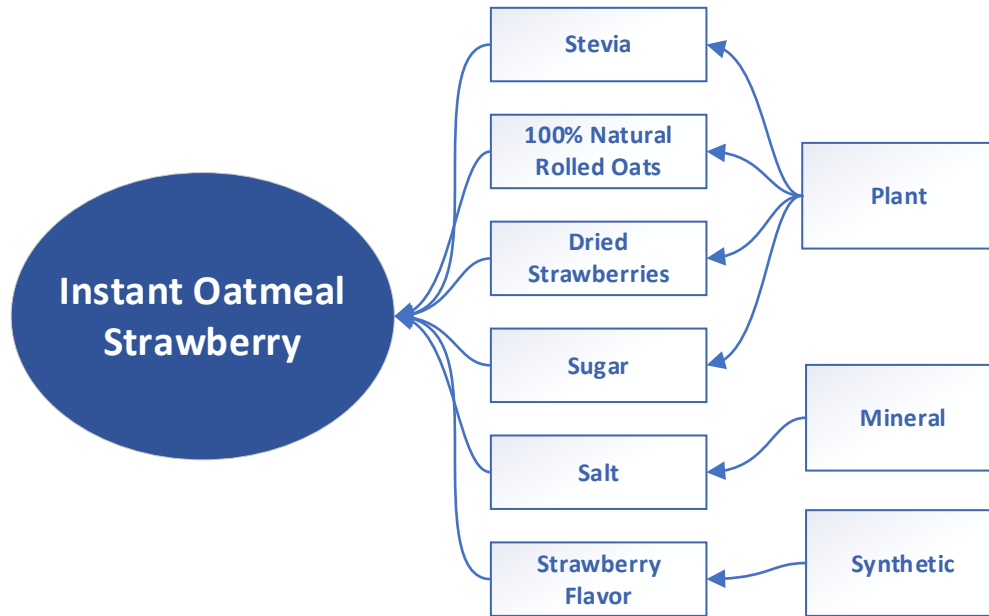 Instant Oatmeal
Strawberry
Stevia
100% Natural
Rolled Oats
Dried
Strawberries
Sugar
Salt
Strawberry
Flavor
Plant
Mineral
Synthetic